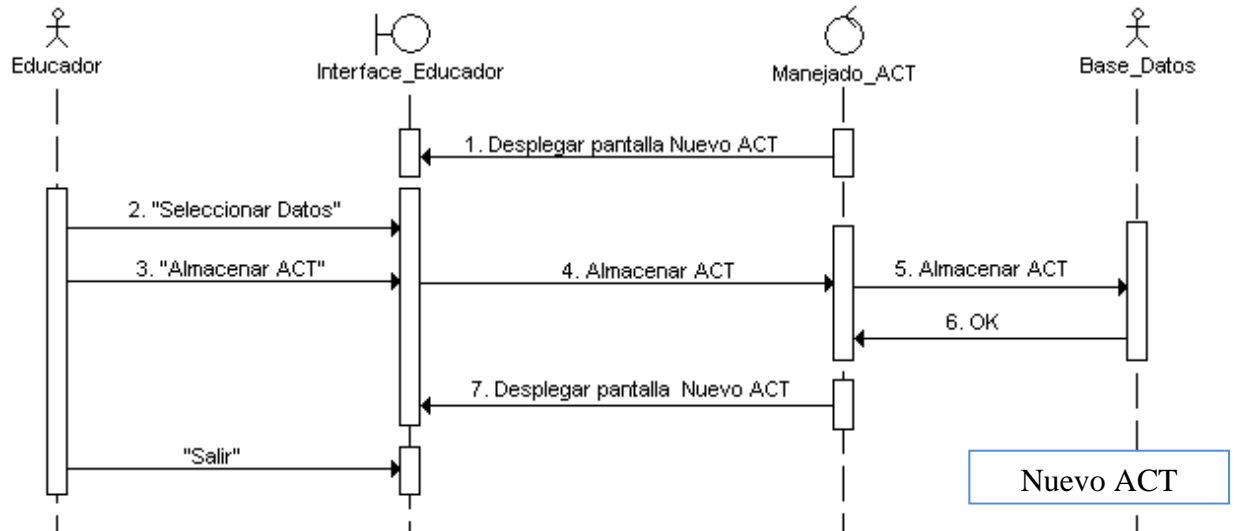 Educador
Interface_Educador
Manejado_ACT
Base_Datos
1. Desplegar pantalla Nuevo ACT
2. "Seleccionar Datos"
3. "Almacenar ACT"
4. Almacenar ACT
5. Almacenar ACT
6. OK
7. Desplegar pantalla Nuevo ACT
"Salir"
Nuevo ACT